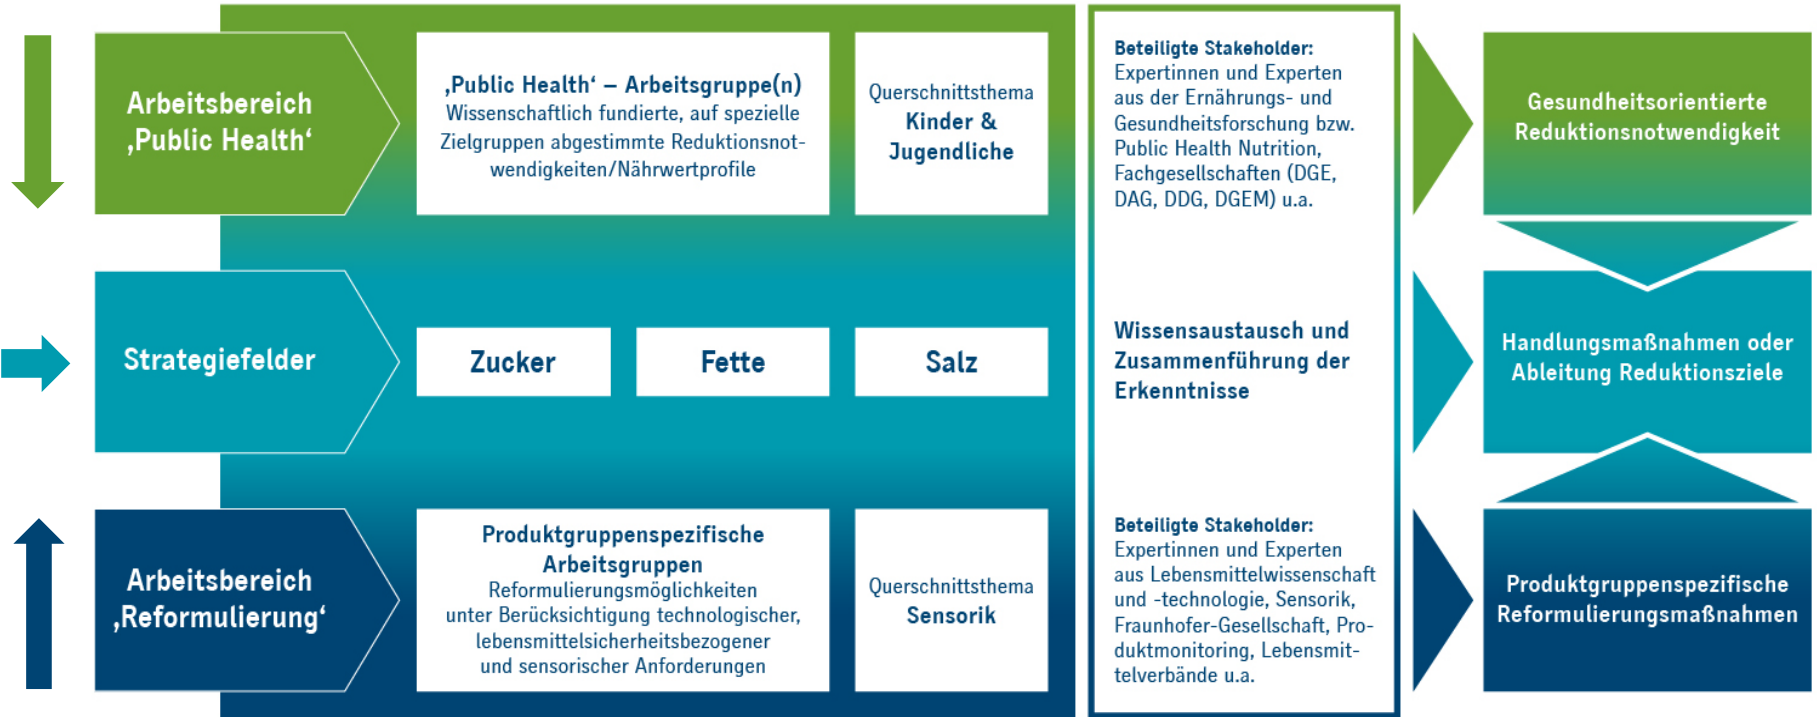 Arbeitsbereich
‚Public Health‘
‚Public Health‘ – Arbeitsgruppe(n)
Wissenschaftlich fundierte, auf spezielle
Zielgruppen abgestimmte Reduktionsnot-
wendigkeiten/Nährwertprofile
Querschnittsthema
Kinder &
Jugendliche
Beteiligte Stakeholder:
Expertinnen und Experten
aus der Ernährungs- und
Gesundheitsforschung bzw.
Public Health Nutrition,
Fachgesellschaften (DGE,
DAG, DDG, DGEM) u.a.
Gesundheitsorientierte
Reduktionsnotwendigkeit
Strategiefelder
Zucker
Fette
Salz
Wissensaustausch und
Zusammenführung der
Erkenntnisse
Handlungsmaßnahmen oder
Ableitung Reduktionsziele
Arbeitsbereich
‚Reformulierung‘
Produktgruppenspezifische
Arbeitsgruppen
Reformulierungsmöglichkeiten
unter Berücksichtigung technologischer,
lebensmittelsicherheitsbezogener
und sensorischer Anforderungen
Querschnittsthema
Sensorik
Beteiligte Stakeholder:
Expertinnen und Experten
aus Lebensmittelwissenschaft
und -technologie, Sensorik,
Fraunhofer-Gesellschaft, Pro-
duktmonitoring, Lebensmit-
telverbände u.a.
Produktgruppenspezifische
Reformulierungsmaßnahmen